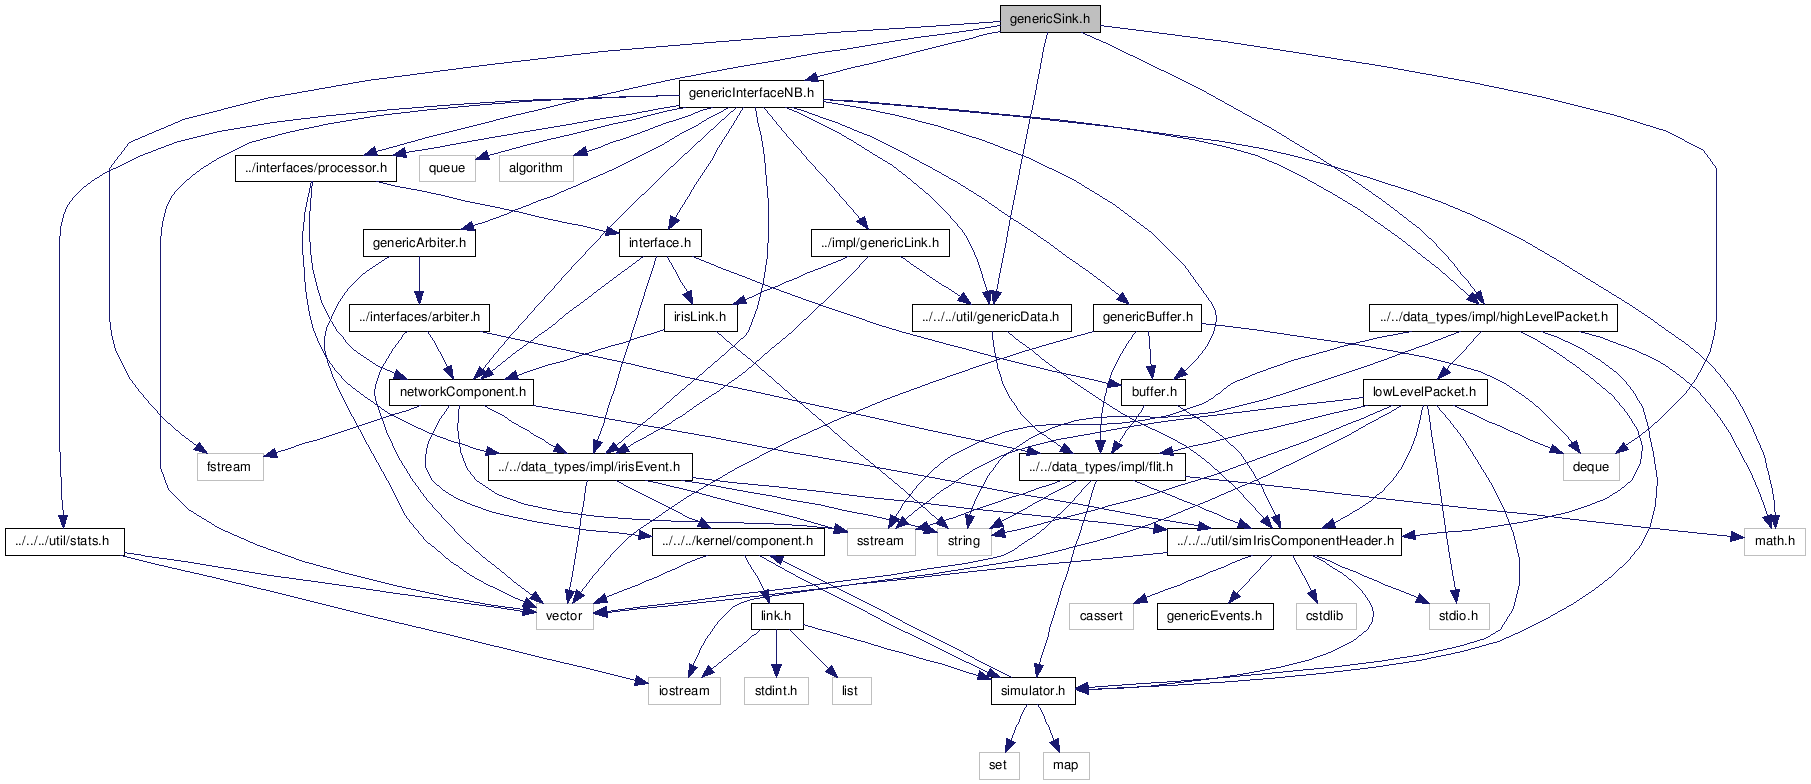 genericSink.h
genericInterfaceNB.h
../interfaces/processor.h
queue
algorithm
genericArbiter.h
interface.h
../impl/genericLink.h
../interfaces/arbiter.h
irisLink.h
../../../util/genericData.h
genericBuffer.h
../../data_types/impl/highLevelPacket.h
networkComponent.h
buffer.h
lowLevelPacket.h
fstream
../../data_types/impl/irisEvent.h
../../data_types/impl/flit.h
deque
../../../util/stats.h
../../../kernel/component.h
sstream
string
../../../util/simIrisComponentHeader.h
math.h
vector
link.h
cassert
genericEvents.h
cstdlib
stdio.h
iostream
stdint.h
list
simulator.h
set
map